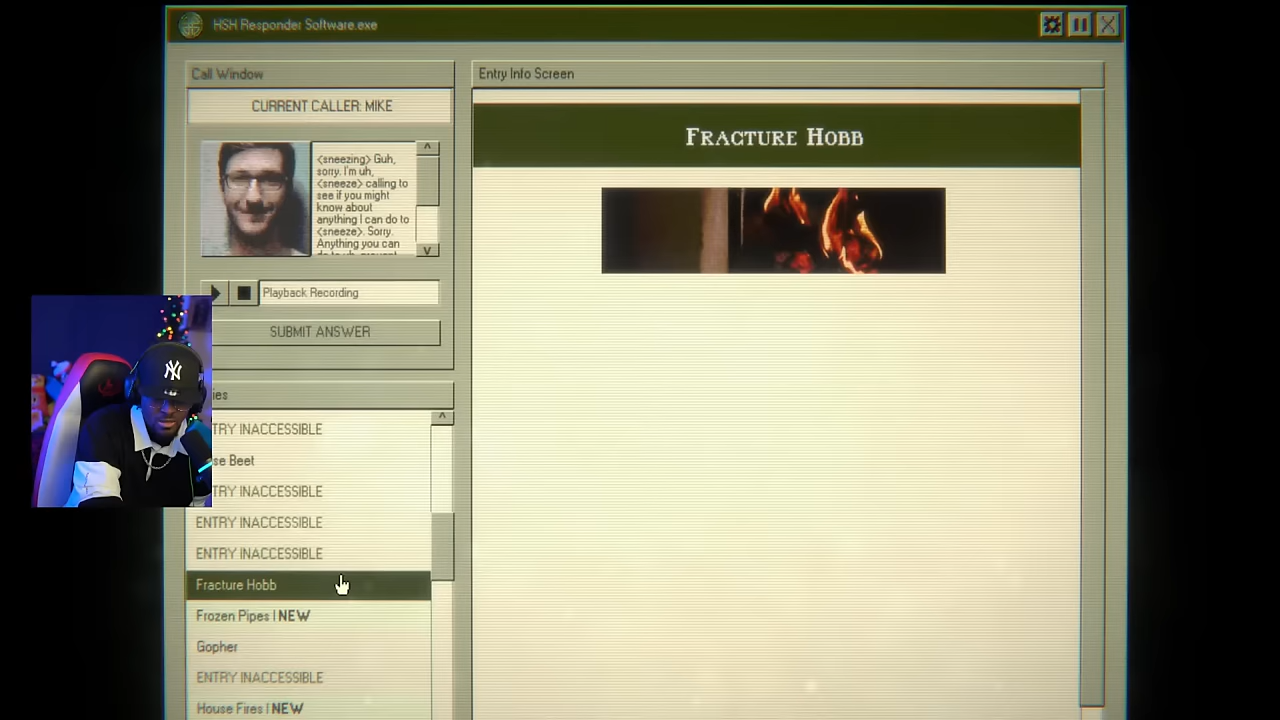 HSH Responder Software.exe
Call Window
CURRENT CALLER: MIKE
<sneezing> Guh,
sorry. I'm uh,
<sneeze> calling to
see if you might
know about
anything I can do to
<sneeze>. Sorry.
Anything you can
Playback Recording
SUBMIT ANSWER
ies
TRY INACCESSIBLE
se Beet
TRY INACCESSIBLE
ENTRY INACCESSIBLE
ENTRY INACCESSIBLE
Fracture Hobb
Frozen Pipes | NEW
Gopher
ENTRY INACCESSIBLE
House Fires | NEW
Entry Info Screen
FRACTURE HOBB
NY